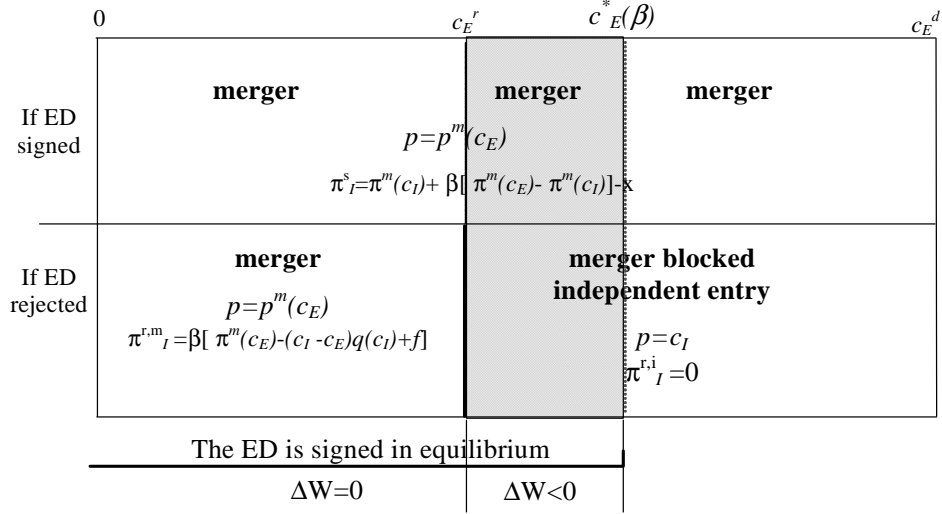 0 c_E^r c^*_E(β) c_E^d
merger merger merger
If ED
signed
p=p^m(c_E)
π^s_I=π^m(c_I)+ β[ π^m(c_E)- π^m(c_I)]-x
If ED
rejected
merger
p=p^m(c_E)
π^{r,m}_I =β[ π^m(c_E)-(c_I -c_E)q(c_I)+f]
merger blocked
independent entry
p=c_I
π^{r,i}_I =0
The ED is signed in equilibrium
ΔW=0 ΔW<0